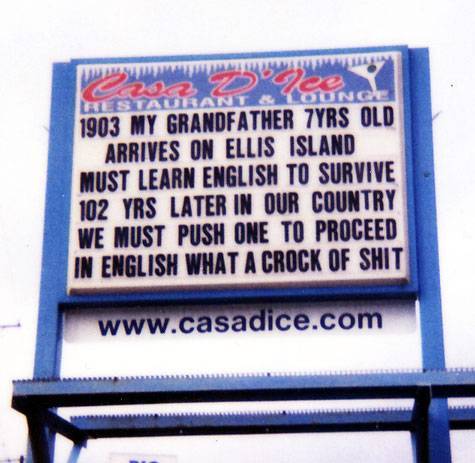 Casa D'Ice
RESTAURANT & LOUNGE
1903 MY GRANDFATHER 7YRS OLD
ARRIVES ON ELLIS ISLAND
MUST LEARN ENGLISH TO SURVIVE
102 YRS LATER IN OUR COUNTRY
WE MUST PUSH ONE TO PROCEED
IN ENGLISH WHAT A CROCK OF SHIT
www.casadice.com